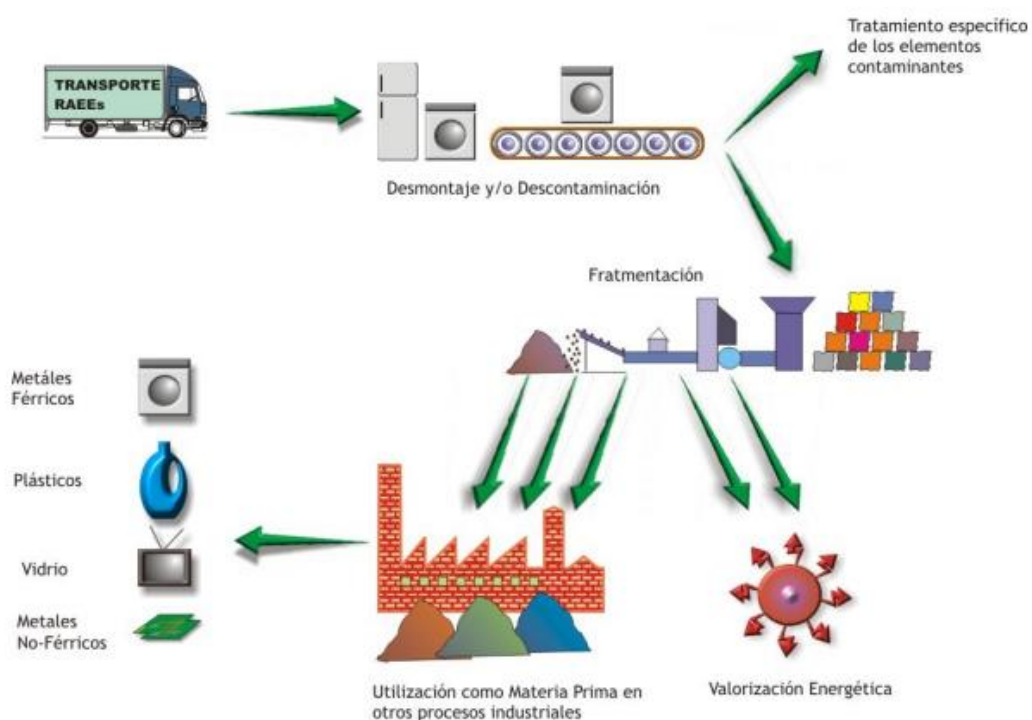 TRANSPORTE
RAEEs
Tratamiento específico
de los elementos
contaminantes
Desmontaje y/o Descontaminación
Fratmentación
Metáles
Férricos
Plásticos
Vidrio
Metales
No-Férricos
Utilización como Materia Prima en
otros procesos industriales
Valorización Energética